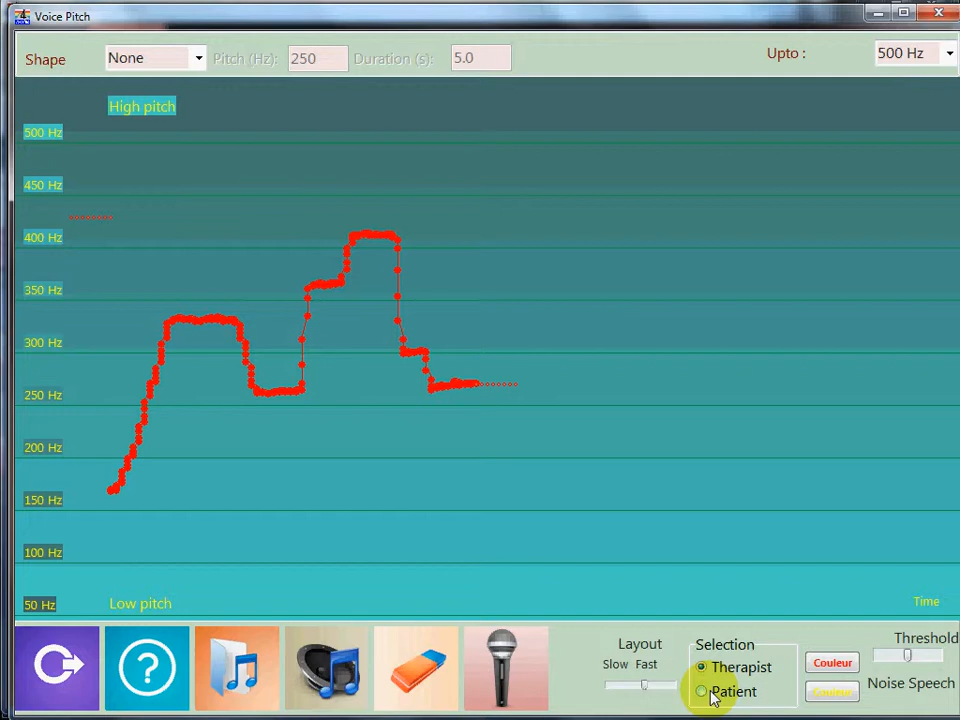 Voice Pitch
Shape None Pitch (Hz): 250 Duration (s): 5.0 Upto : 500 Hz
High pitch
500 Hz
450 Hz
400 Hz
350 Hz
300 Hz
250 Hz
200 Hz
150 Hz
100 Hz
50 Hz
Low pitch
Time
Layout
Slow Fast
Selection
Therapist
Patient
Couleur
Couleur
Threshold
Noise Speech